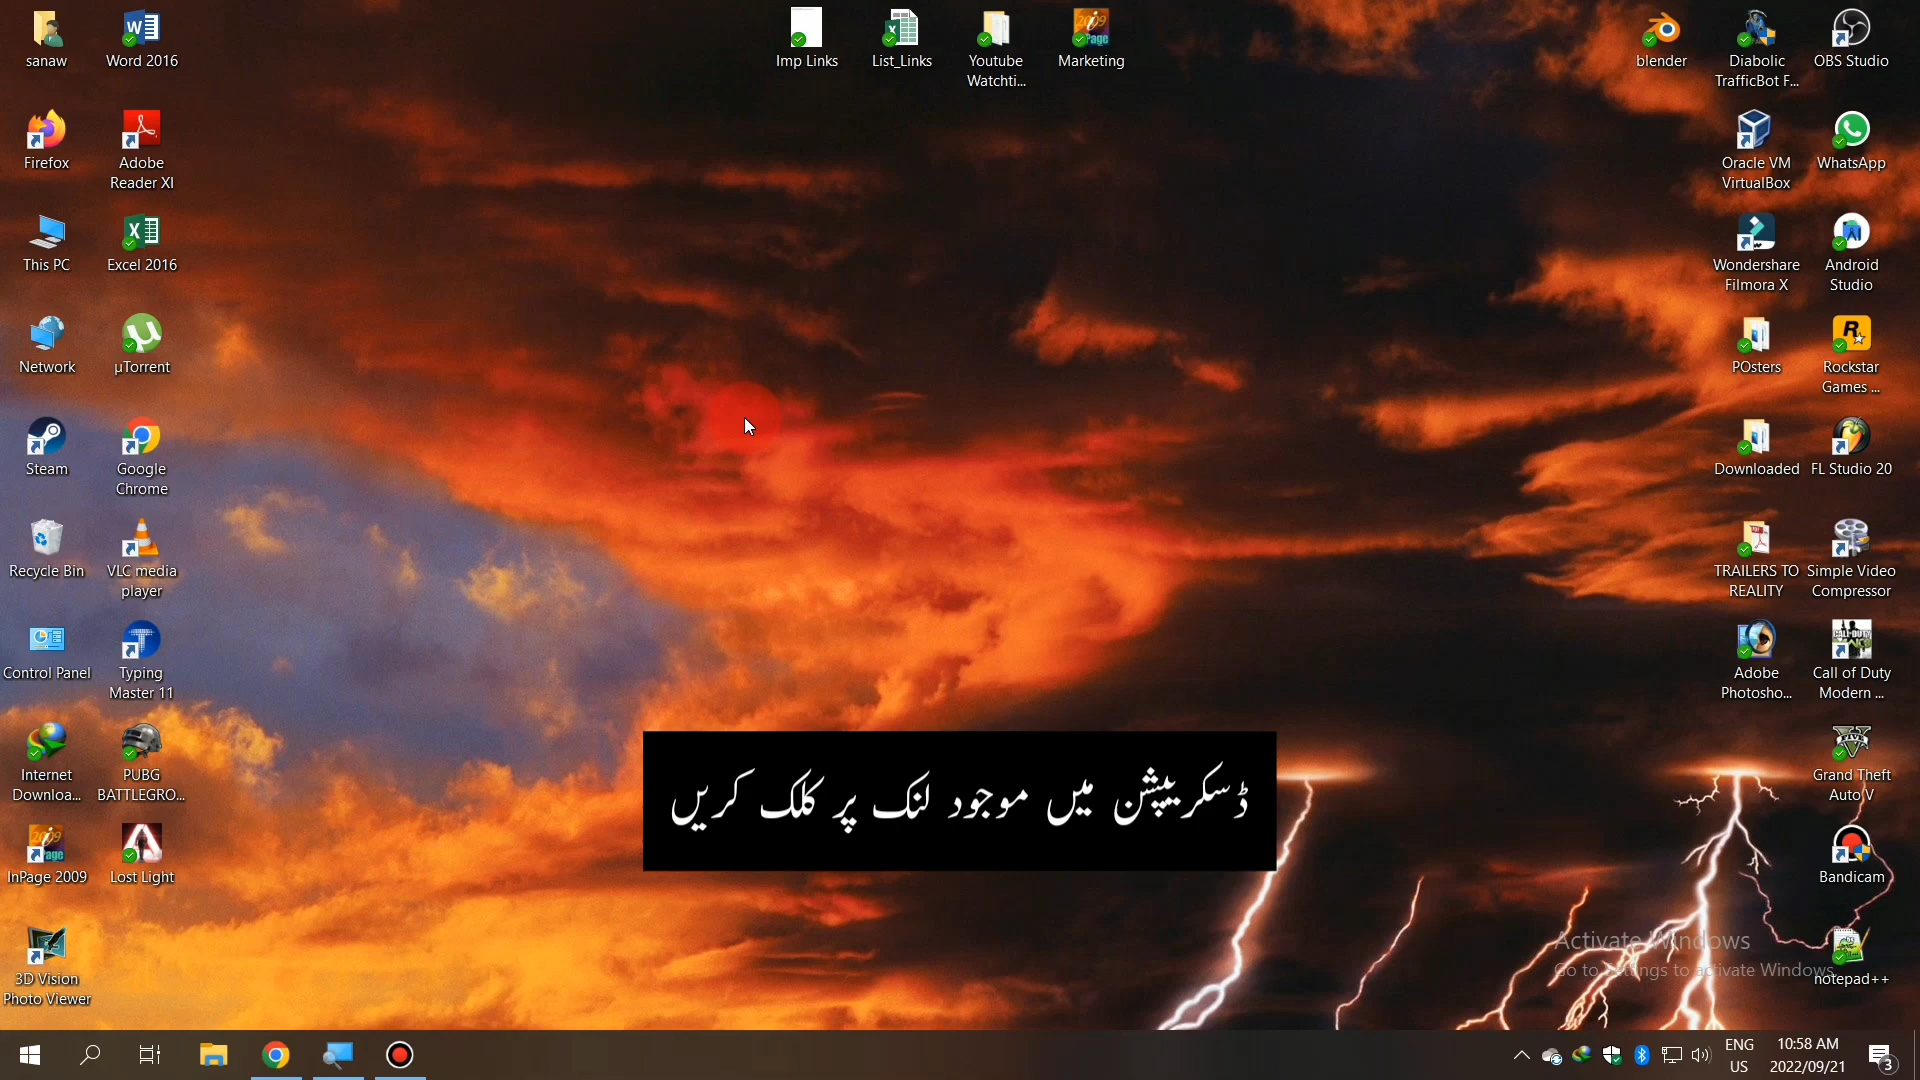 sanaw
Word 2016
Imp Links
List_Links
Youtube
Watchti...
Marketing
blender
Diabolic
TrafficBot F...
OBS Studio
Firefox
Adobe
Reader XI
Oracle VM
VirtualBox
WhatsApp
This PC
Excel 2016
Wondershare
Filmora X
Android
Studio
Network
µTorrent
POsters
Rockstar
Games ...
Steam
Google
Chrome
Downloaded
FL Studio 20
Recycle Bin
VLC media
player
TRAILERS TO
REALITY
Simple Video
Compressor
Control Panel
Typing
Master 11
Adobe
Photosho...
Call of Duty
Modern ...
Internet
Downloa...
PUBG
BATTLEGRO...
Grand Theft
Auto V
ڈسکریپشن میں موجود لنک پر کلک کریں
InPage 2009
Lost Light
Bandicam
3D Vision
Photo Viewer
Activate Windows
Go to Settings to activate Windows.
notepad++
ENG
US
10:58 AM
2022/09/21
3